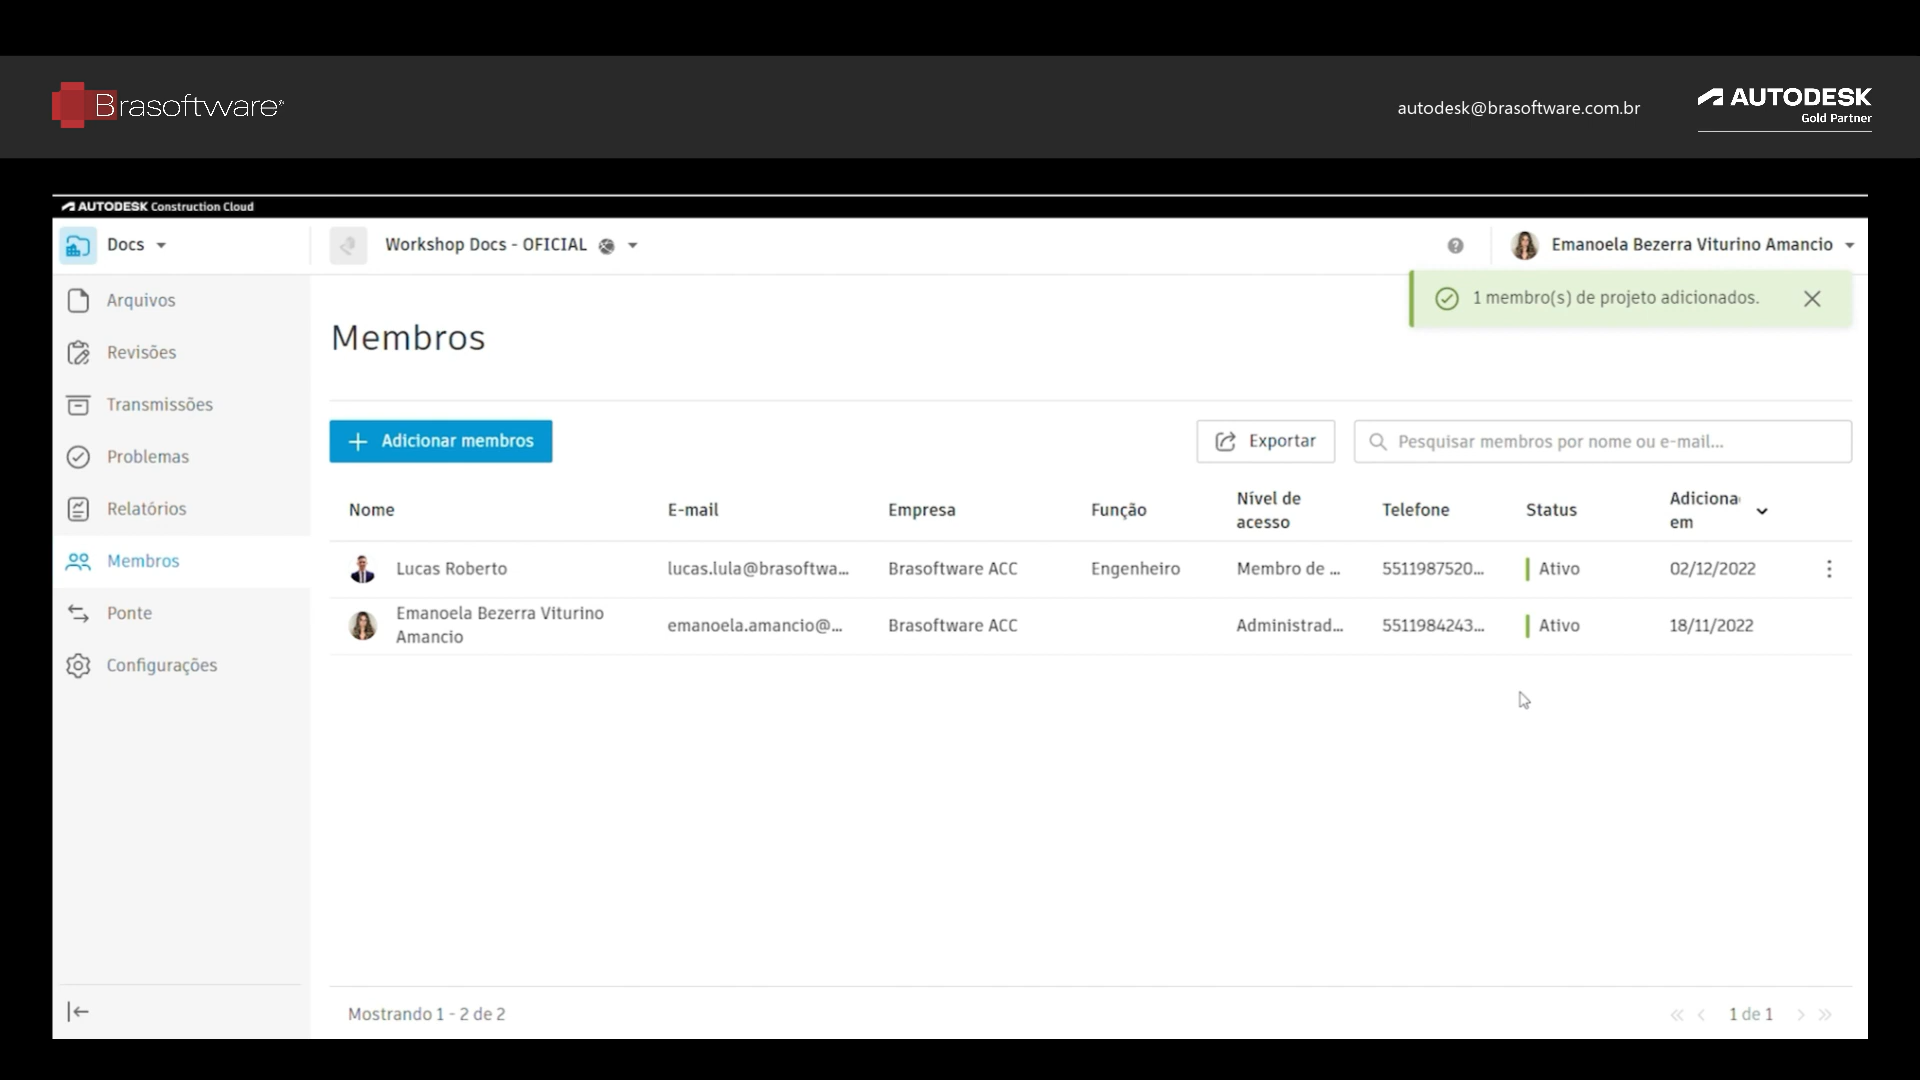 Brasoftware
autodesk@brasoftware.com.br
AUTODESK
Gold Partner
AUTODESK Construction Cloud
Docs
Workshop Docs - OFICIAL
Emanoela Bezerra Viturino Amancio
1 membro(s) de projeto adicionados.
Arquivos
Revisões
Transmissões
Problemas
Relatórios
Membros
Ponte
Configurações
Membros
Adicionar membros
Exportar
Pesquisar membros por nome ou e-mail...
Nome E-mail Empresa Função Nível de acesso Telefone Status Adiciona em
Lucas Roberto lucas.lula@brasoftwa... Brasoftware ACC Engenheiro Membro de ... 5511987520... Ativo 02/12/2022
Emanoela Bezerra Viturino Amancio emanoela.amancio@... Brasoftware ACC Administrad... 5511984243... Ativo 18/11/2022
Mostrando 1 - 2 de 2
1 de 1